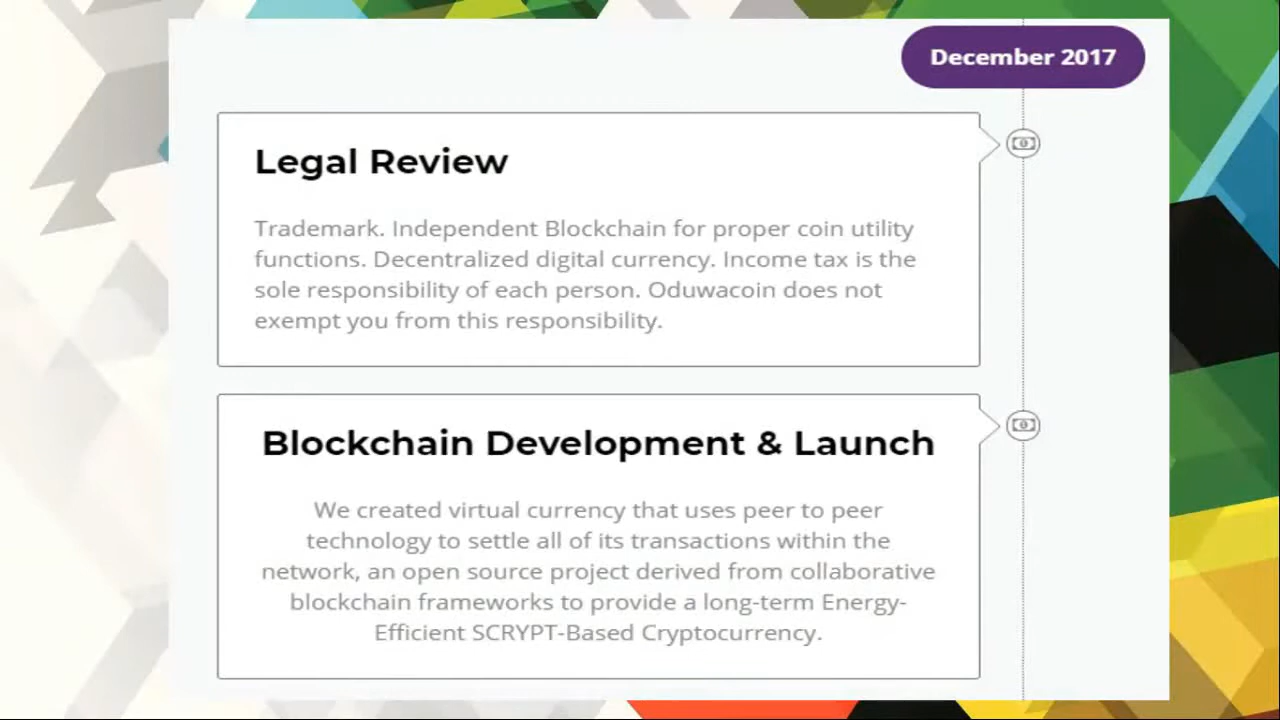 December 2017
Legal Review
Trademark. Independent Blockchain for proper coin utility
functions. Decentralized digital currency. Income tax is the
sole responsibility of each person. Oduwacoin does not
exempt you from this responsibility.
Blockchain Development & Launch
We created virtual currency that uses peer to peer
technology to settle all of its transactions within the
network, an open source project derived from collaborative
blockchain frameworks to provide a long-term Energy-
Efficient SCRYPT-Based Cryptocurrency.